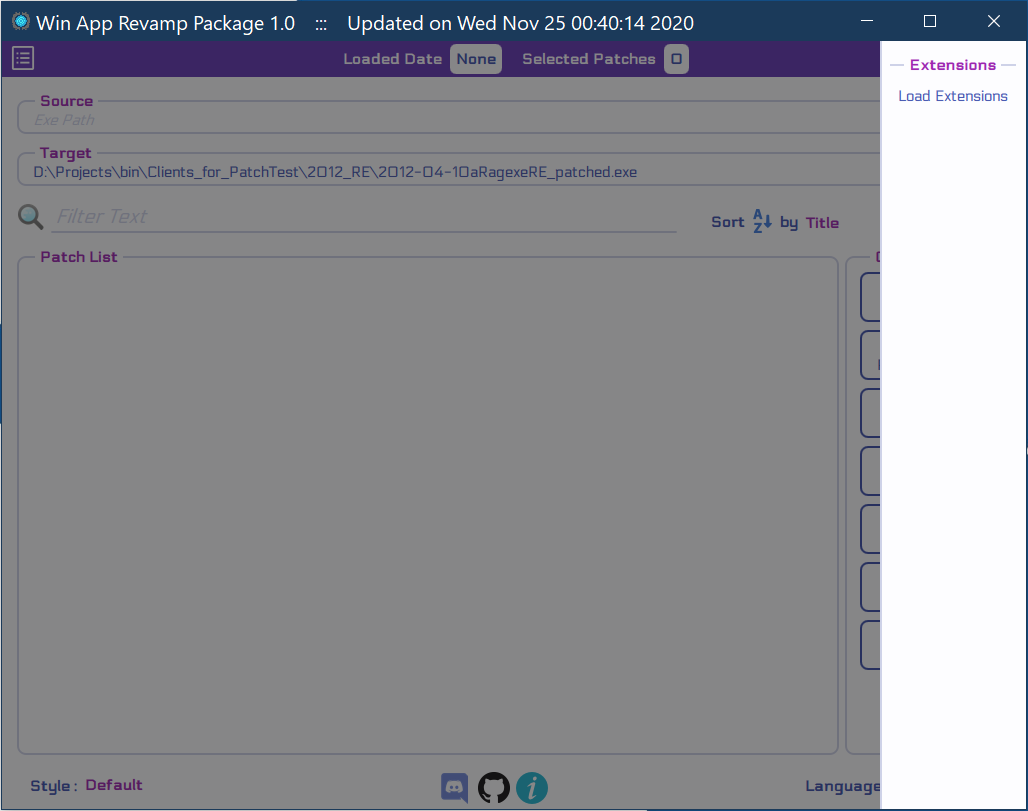 Win App Revamp Package 1.0 ::: Updated on Wed Nov 25 00:40:14 2020
Loaded Date None Selected Patches 0
Extensions
Load Extensions
Source
Exe Path
Target
D:\Projects\bin\Clients_for_PatchTest\2012_RE\2012-04-10aRagexeRE_patched.exe
Filter Text
Sort AZ by Title
Patch List
Style : Default
Language